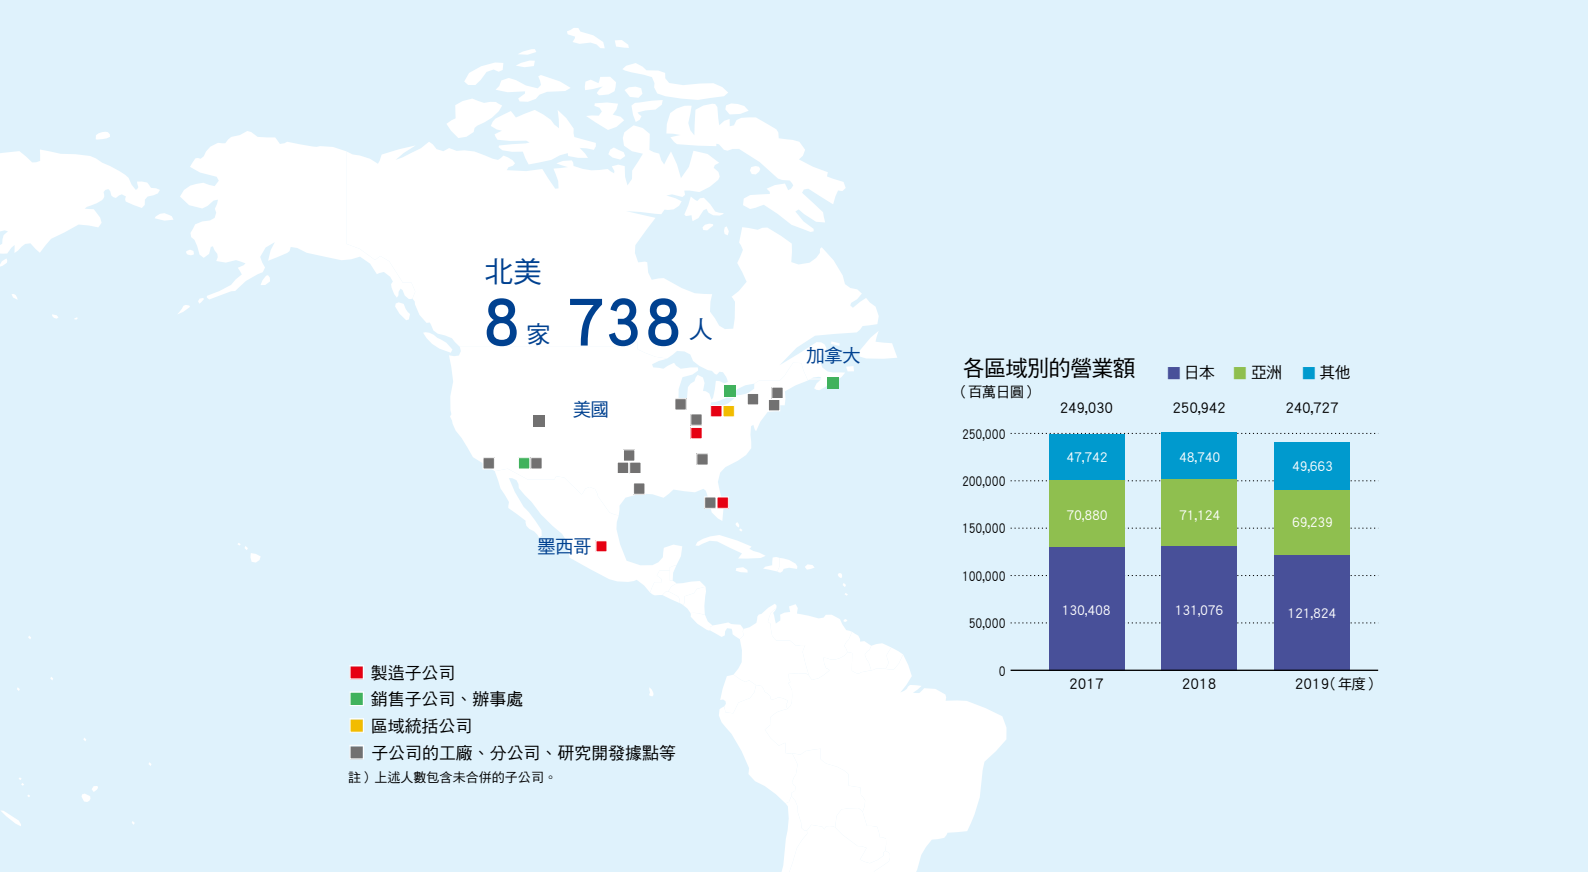 北美
8家 738人
加拿大
美國
墨西哥
製造子公司
銷售子公司、辦事處
區域統括公司
子公司的工廠、分公司、研究開發據點等
註）上述人數包含未合併的子公司。
各區域別的營業額
日本 亞洲 其他
（百萬日圓）
249,030 250,942 240,727
250,000
200,000
150,000
100,000
50,000
0
47,742 48,740 49,663
70,880 71,124 69,239
130,408 131,076 121,824
2017 2018 2019（年度）